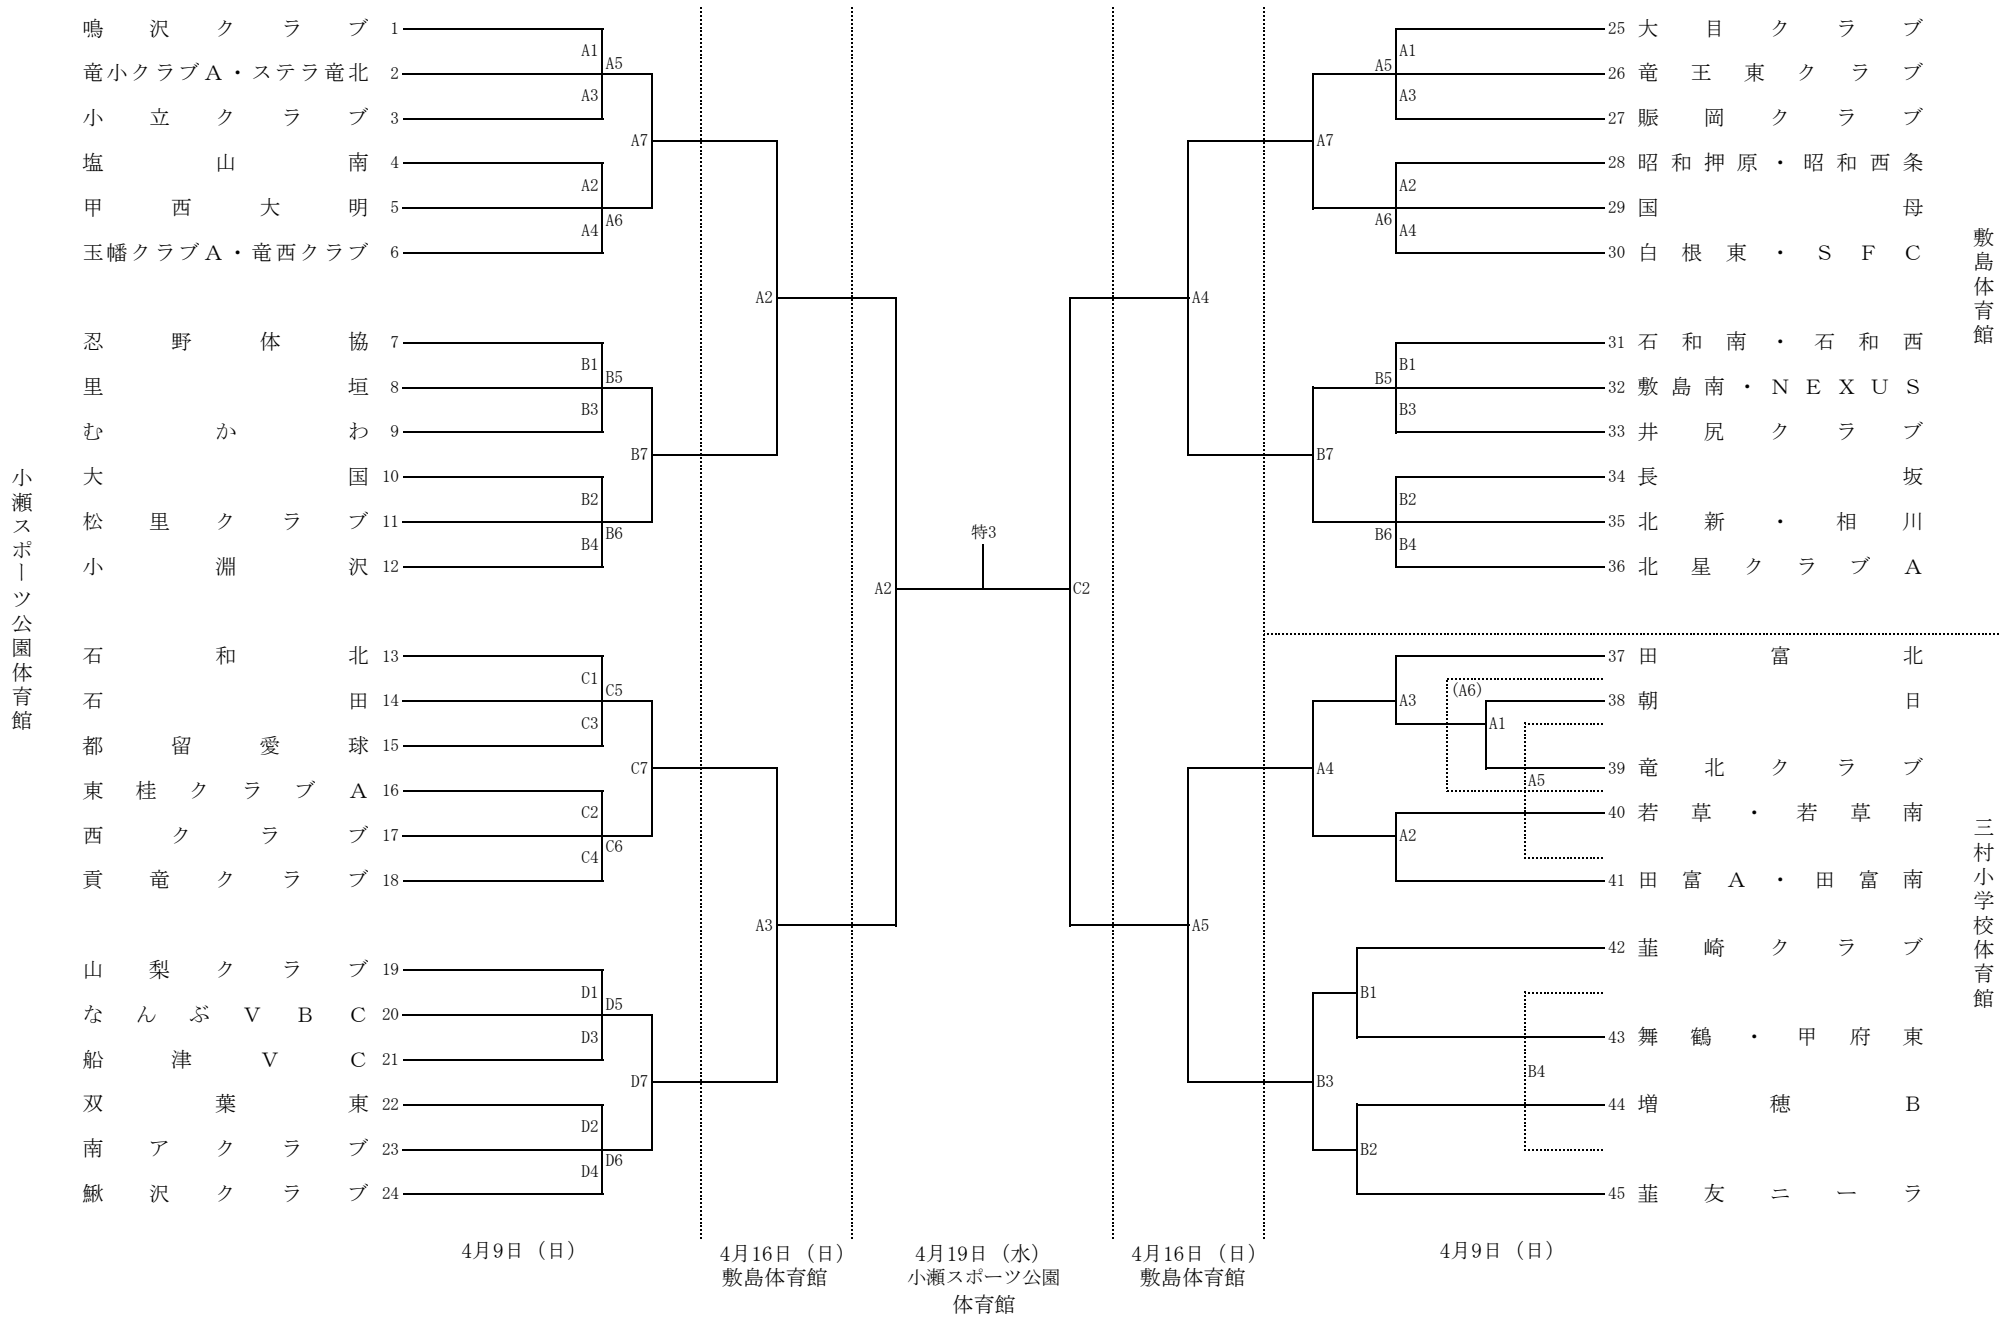 小瀬スポーツ公園体育館
鳴沢クラブ 1
A1
A5
竜小クラブA・ステラ竜北 2
A3
小立クラブ 3
A7
塩山南 4
A2
甲西大明 5
A6
A4
玉幡クラブA・竜西クラブ 6
A2
忍野体協 7
B1
B5
里垣 8
B3
むかわ 9
B7
大国 10
B2
松里クラブ 11
B6
B4
小淵沢 12
A2
石和北 13
C1
C5
石田 14
C3
都留愛球 15
C7
東桂クラブA 16
C2
西クラブ 17
C6
C4
貢竜クラブ 18
A3
山梨クラブ 19
D1
D5
なんぶVBC 20
D3
船津VC 21
D7
双葉東 22
D2
南アクラブ 23
D6
D4
鰍沢クラブ 24
特3
C2
25 大目クラブ
A1
A5
26 竜王東クラブ
A3
27 賑岡クラブ
A7
28 昭和押原・昭和西条
A2
29 国母
A6
A4
30 白根東・SFC
A4
31 石和南・石和西
B1
B5
32 敷島南・NEXUS
B3
33 井尻クラブ
B7
34 長坂
B2
35 北新・相川
B6
B4
36 北星クラブA
敷島体育館
37 田富北
(A6)
A3
38 朝日
A1
39 竜北クラブ
A4
A5
40 若草・若草南
A2
41 田富A・田富南
A5
42 韮崎クラブ
B1
43 舞鶴・甲府東
B4
B3
44 増穂B
B2
45 韮友ニーラ
三村小学校体育館
4月9日（日）
4月16日（日）
敷島体育館
4月19日（水）
小瀬スポーツ公園
体育館
4月16日（日）
敷島体育館
4月9日（日）